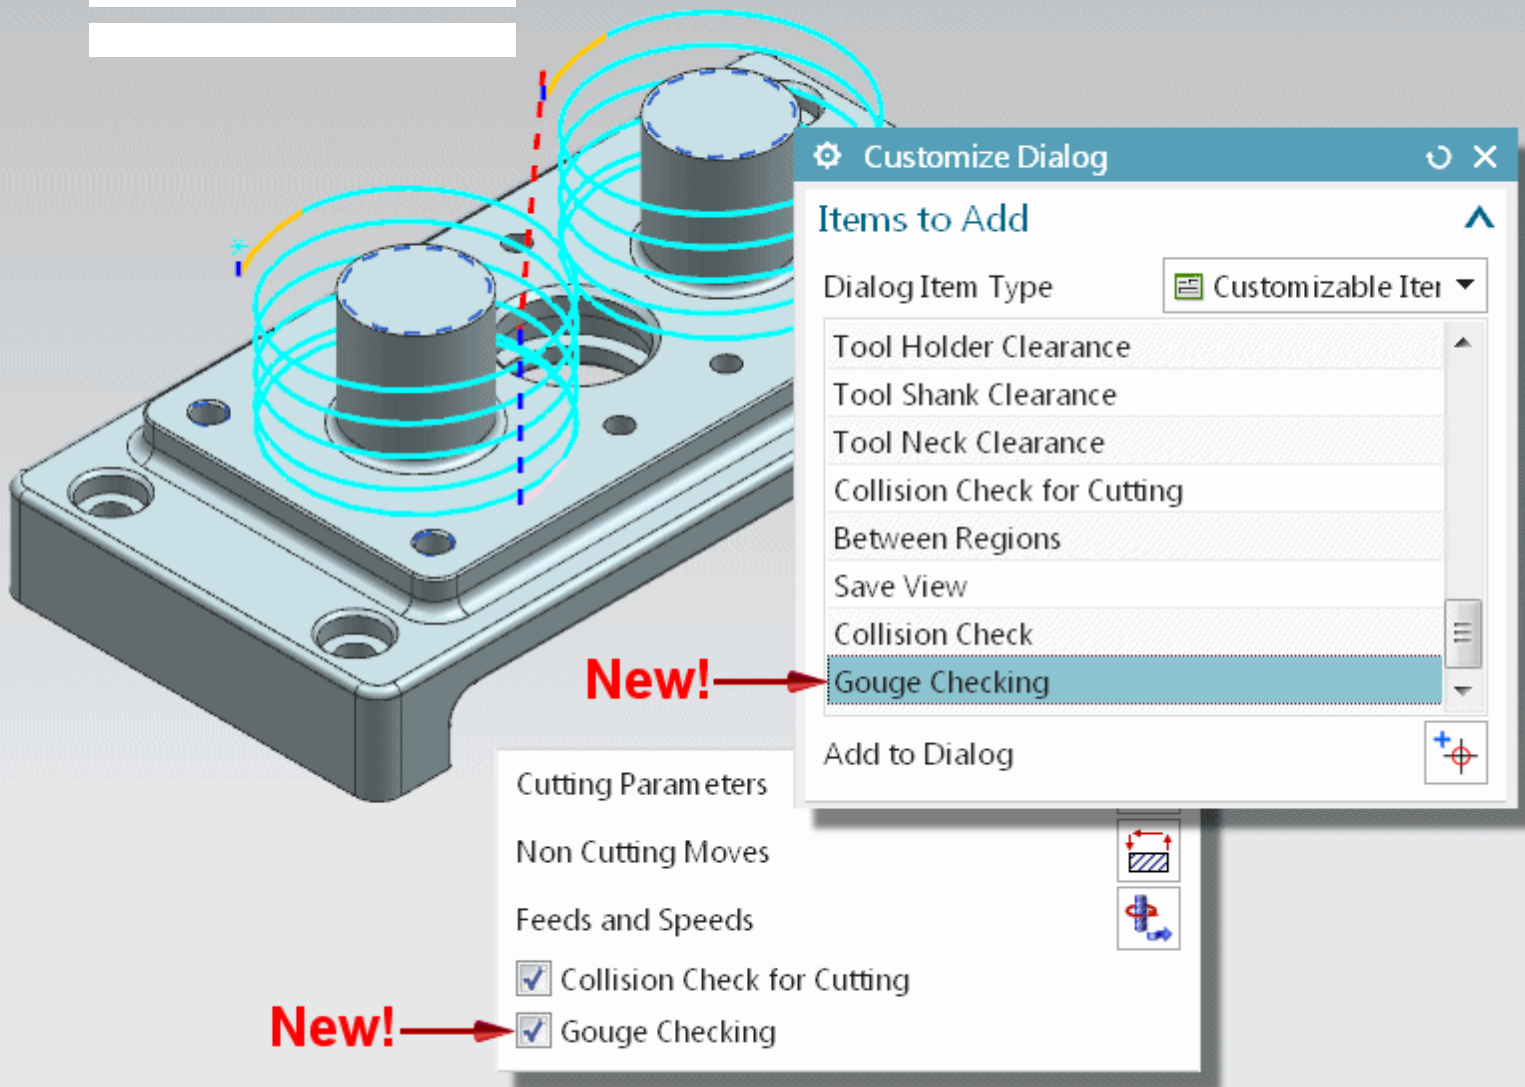 Customize Dialog
Items to Add
Dialog Item Type
Customizable Iter
Tool Holder Clearance
Tool Shank Clearance
Tool Neck Clearance
Collision Check for Cutting
Between Regions
Save View
Collision Check
New!
Gouge Checking
Add to Dialog
Cutting Parameters
Non Cutting Moves
Feeds and Speeds
Collision Check for Cutting
New!
Gouge Checking